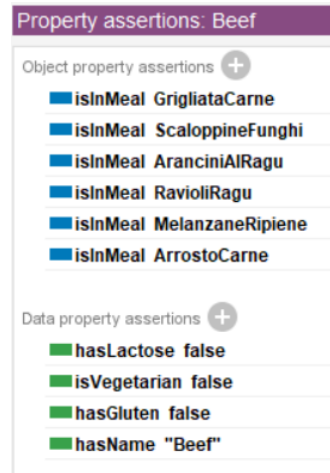 Property assertions: Beef
Object property assertions
isInMeal GrigliataCarne
isInMeal ScaloppineFunghi
isInMeal AranciniAlRagu
isInMeal RavioliRagu
isInMeal MelanzaneRipiene
isInMeal ArrostoCarne
Data property assertions
hasLactose false
isVegetarian false
hasGluten false
hasName "Beef"